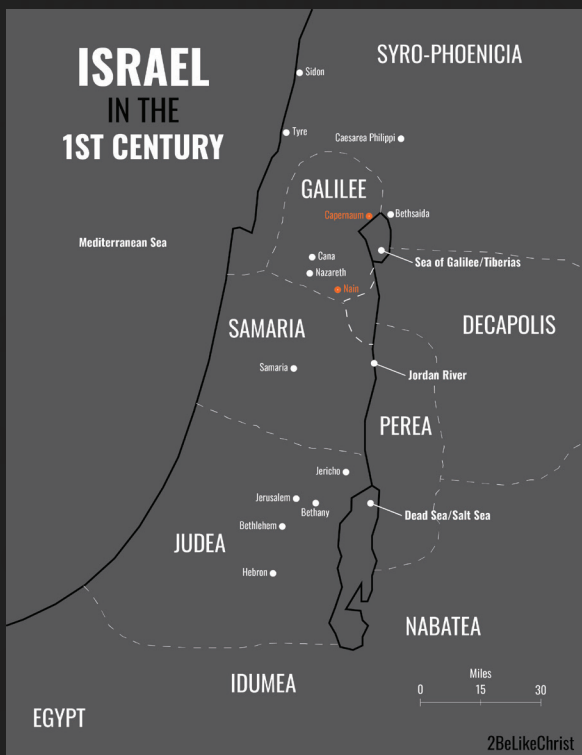 ISRAEL
IN THE
1ST CENTURY
SYRO-PHOENICIA
Sidon
Tyre
Caesarea Philippi
GALILEE
Capernaum
Bethsaida
Mediterranean Sea
Cana
Sea of Galilee/Tiberias
Nazareth
Nain
SAMARIA
DECAPOLIS
Samaria
Jordan River
PEREA
Jericho
Jerusalem
Bethany
Dead Sea/Salt Sea
Bethlehem
JUDEA
Hebron
NABATEA
IDUMEA
Miles
0 15 30
EGYPT
2BeLikeChrist